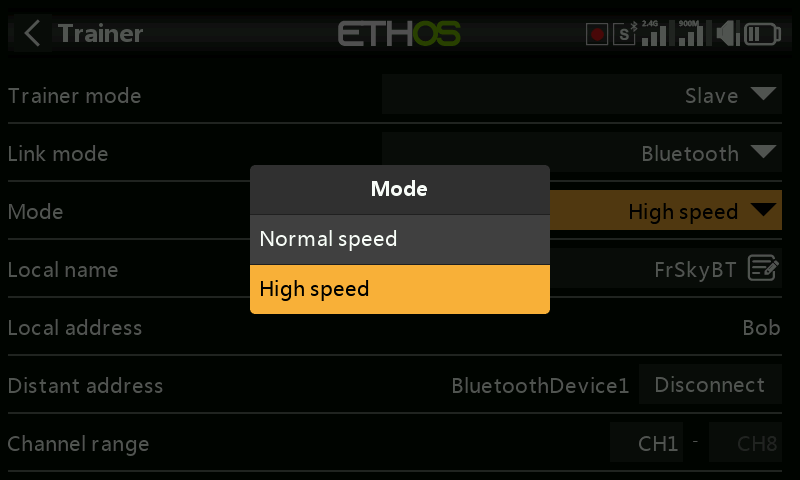 Trainer
ETHOS
S
2.4G
900M
Trainer mode
Slave
Link mode
Bluetooth
Mode
High speed
Mode
Normal speed
High speed
Local name
FrSkyBT
Local address
Bob
Distant address
BluetoothDevice1
Disconnect
Channel range
CH1 - CH8